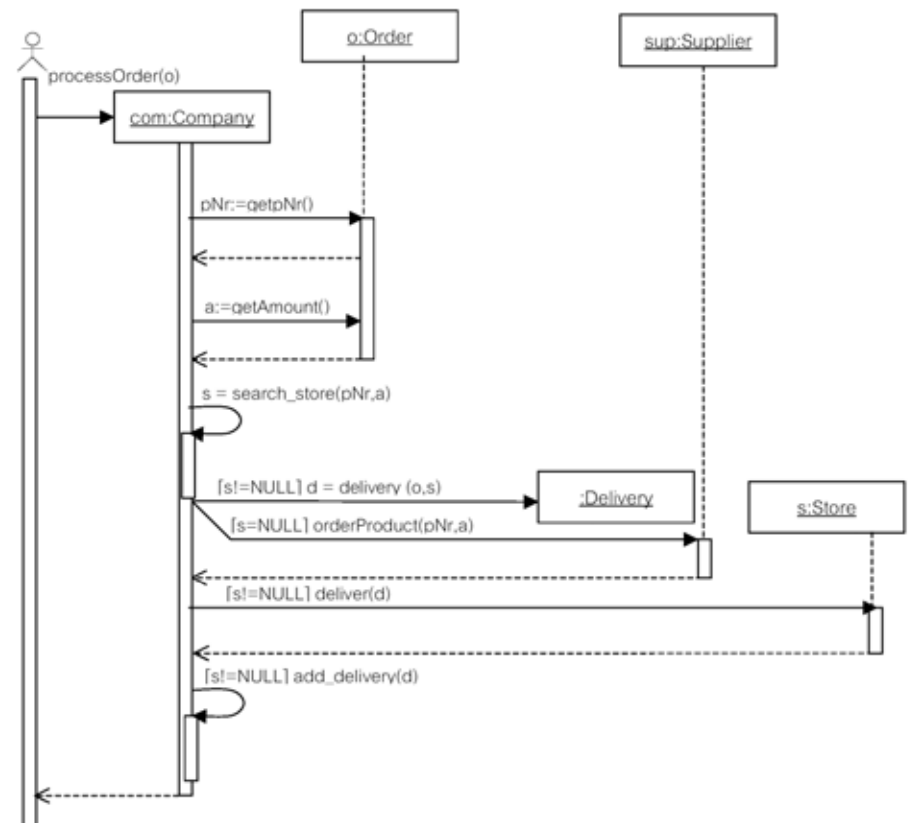 o:Order
sup:Supplier
processOrder(o)
com:Company
pNr:=getpNr()
a:=getAmount()
s = search_store(pNr,a)
[s!=NULL] d = delivery (o,s)
:Delivery
s:Store
[s=NULL] orderProduct(pNr,a)
[s!=NULL] deliver(d)
[s!=NULL] add_delivery(d)